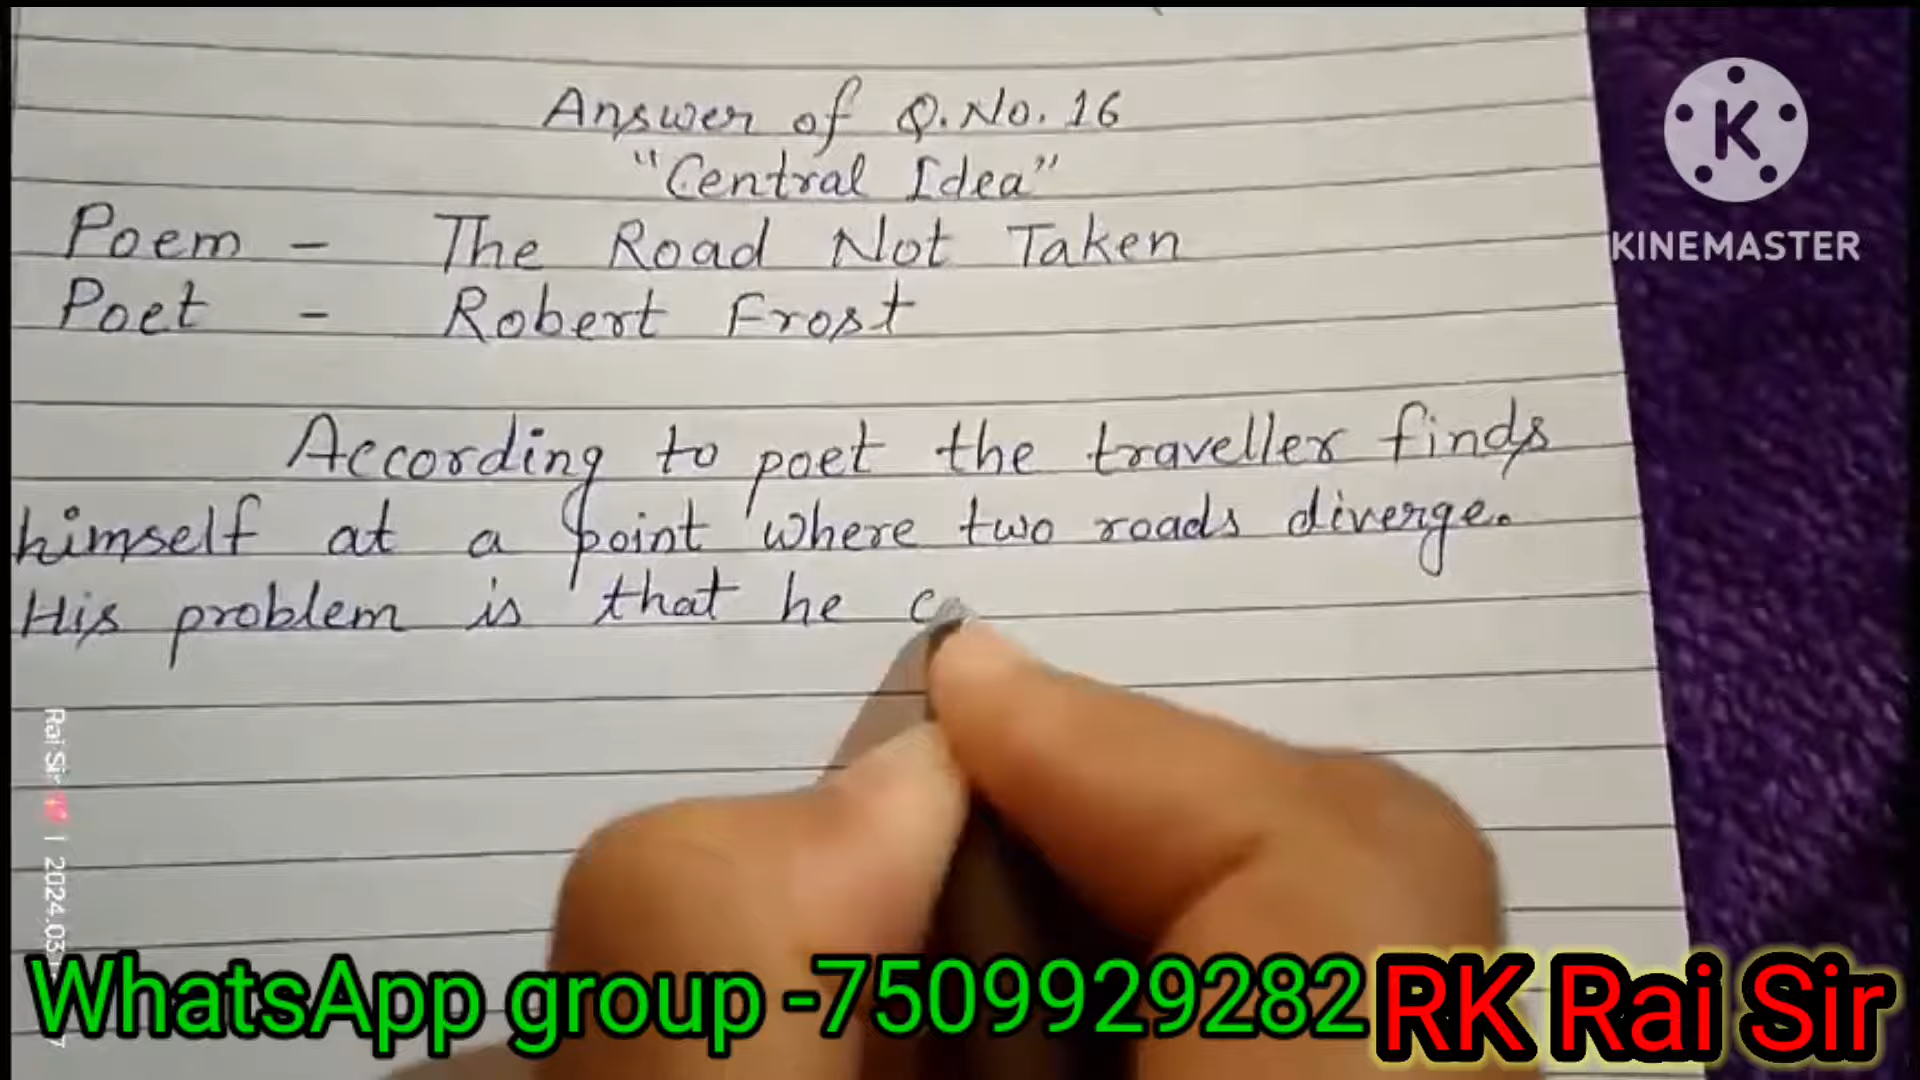 Answer of Q.No. 16
"Central Idea"
Poem - The Road Not Taken
Poet - Robert Frost
According to poet the traveller finds
himself at a point where two roads diverge.
His problem is that he
K
KINEMASTER
Rai Sir | 2024.03
WhatsApp group -7509929282 RK Rai Sir